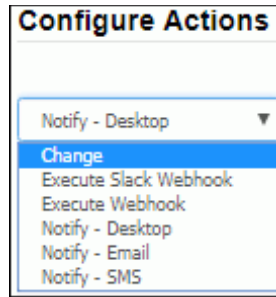 Configure Actions
Notify - Desktop
Change
Execute Slack Webhook
Execute Webhook
Notify - Desktop
Notify - Email
Notify - SMS